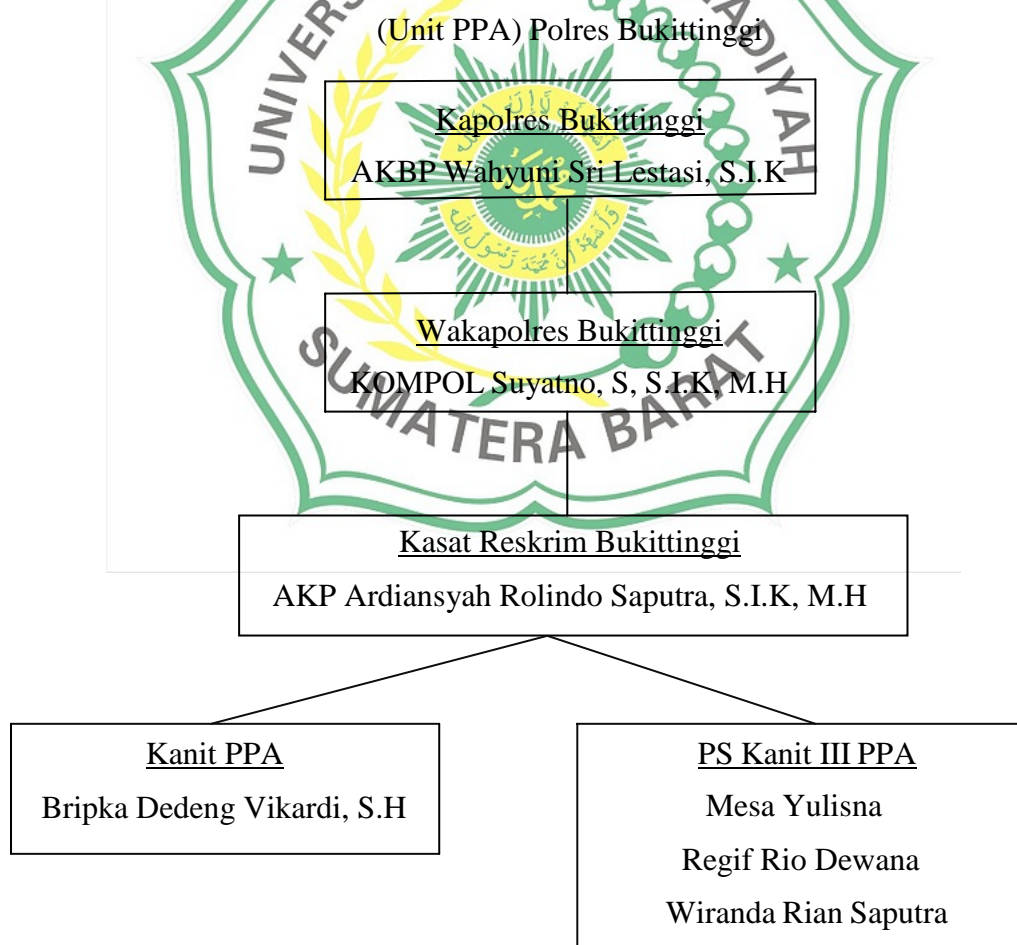 (Unit PPA) Polres Bukittinggi
Kapolres Bukittinggi
AKBP Wahyuni Sri Lestasi, S.I.K
Wakapolres Bukittinggi
KOMPOL Suyatno, S, S.I.K, M.H
SUMATERA BARAT
Kasat Reskrim Bukittinggi
AKP Ardiansyah Rolindo Saputra, S.I.K, M.H
Kanit PPA
Bripka Dedeng Vikardi, S.H
PS Kanit III PPA
Mesa Yulisna
Regif Rio Dewana
Wiranda Rian Saputra